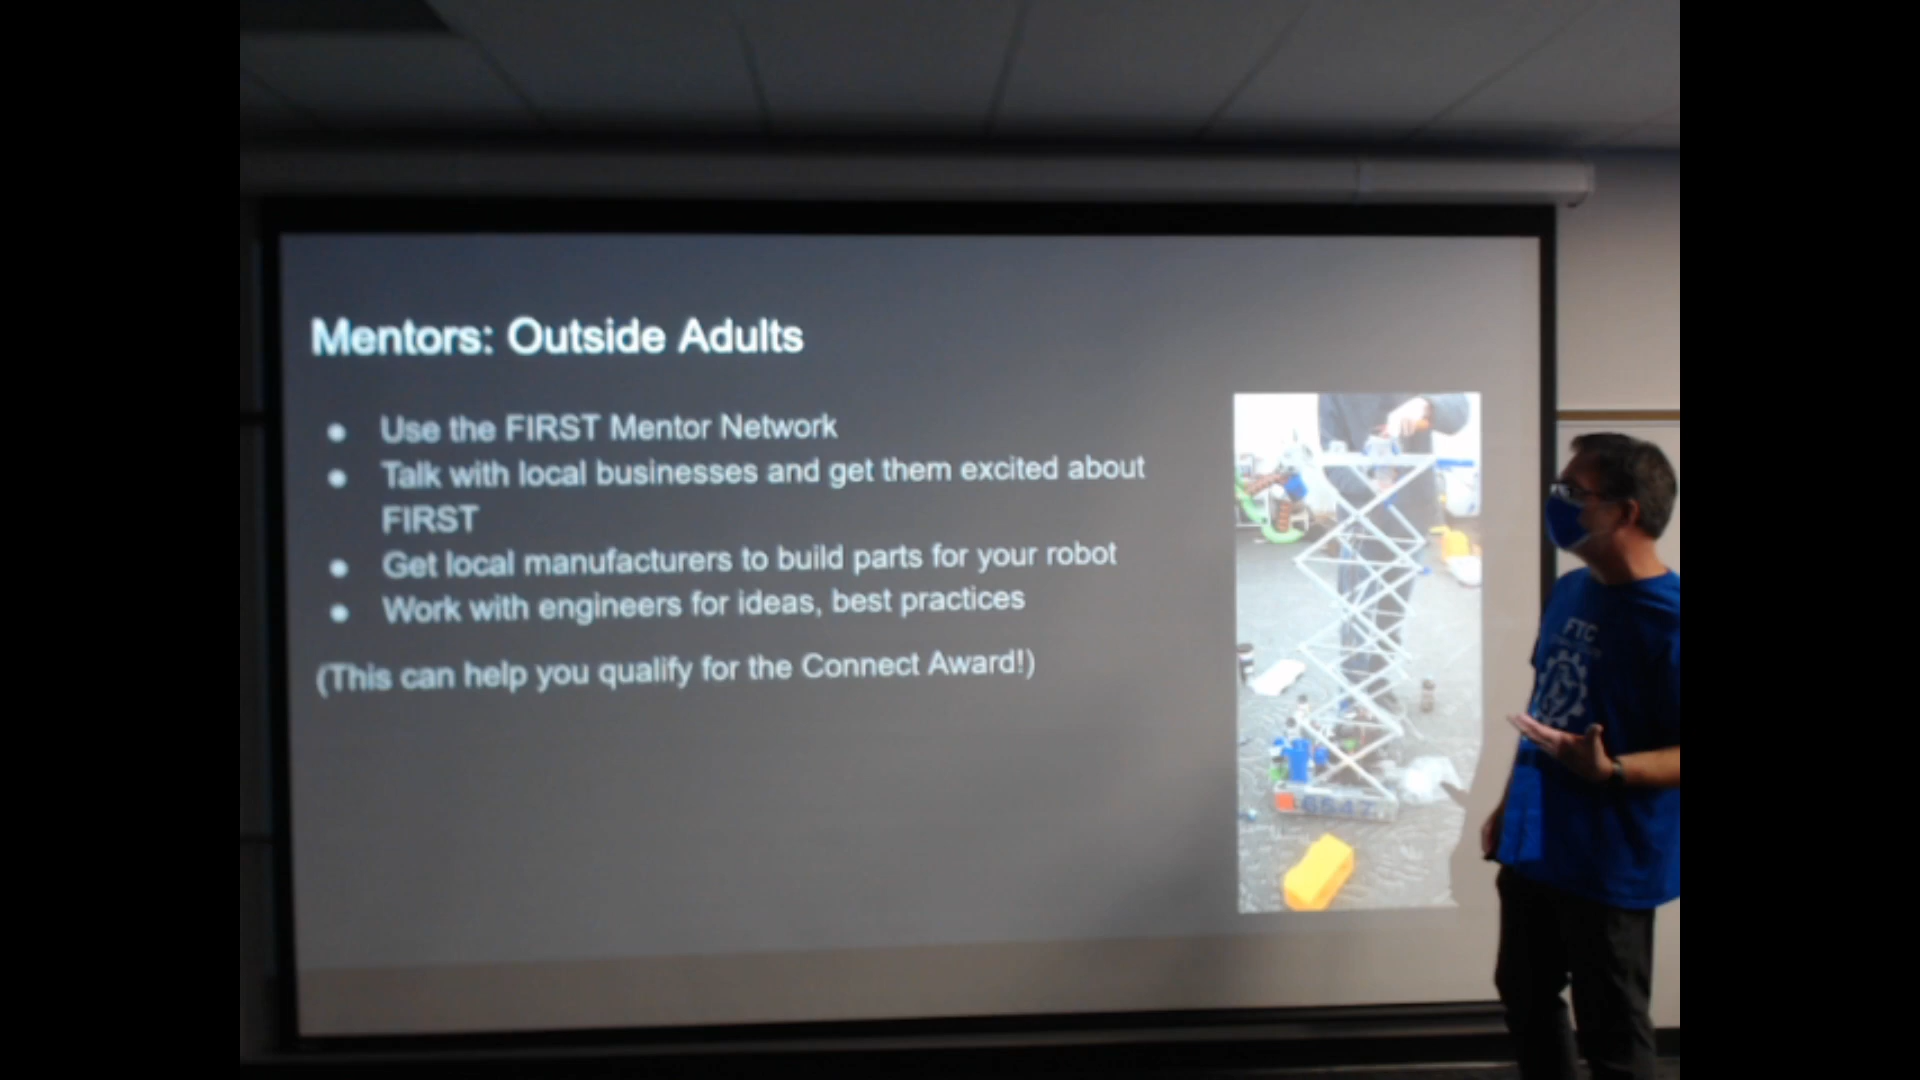 Mentors: Outside Adults
● Use the FIRST Mentor Network
● Talk with local businesses and get them excited about
FIRST
● Get local manufacturers to build parts for your robot
● Work with engineers for ideas, best practices
(This can help you qualify for the Connect Award!)
6547
FTC